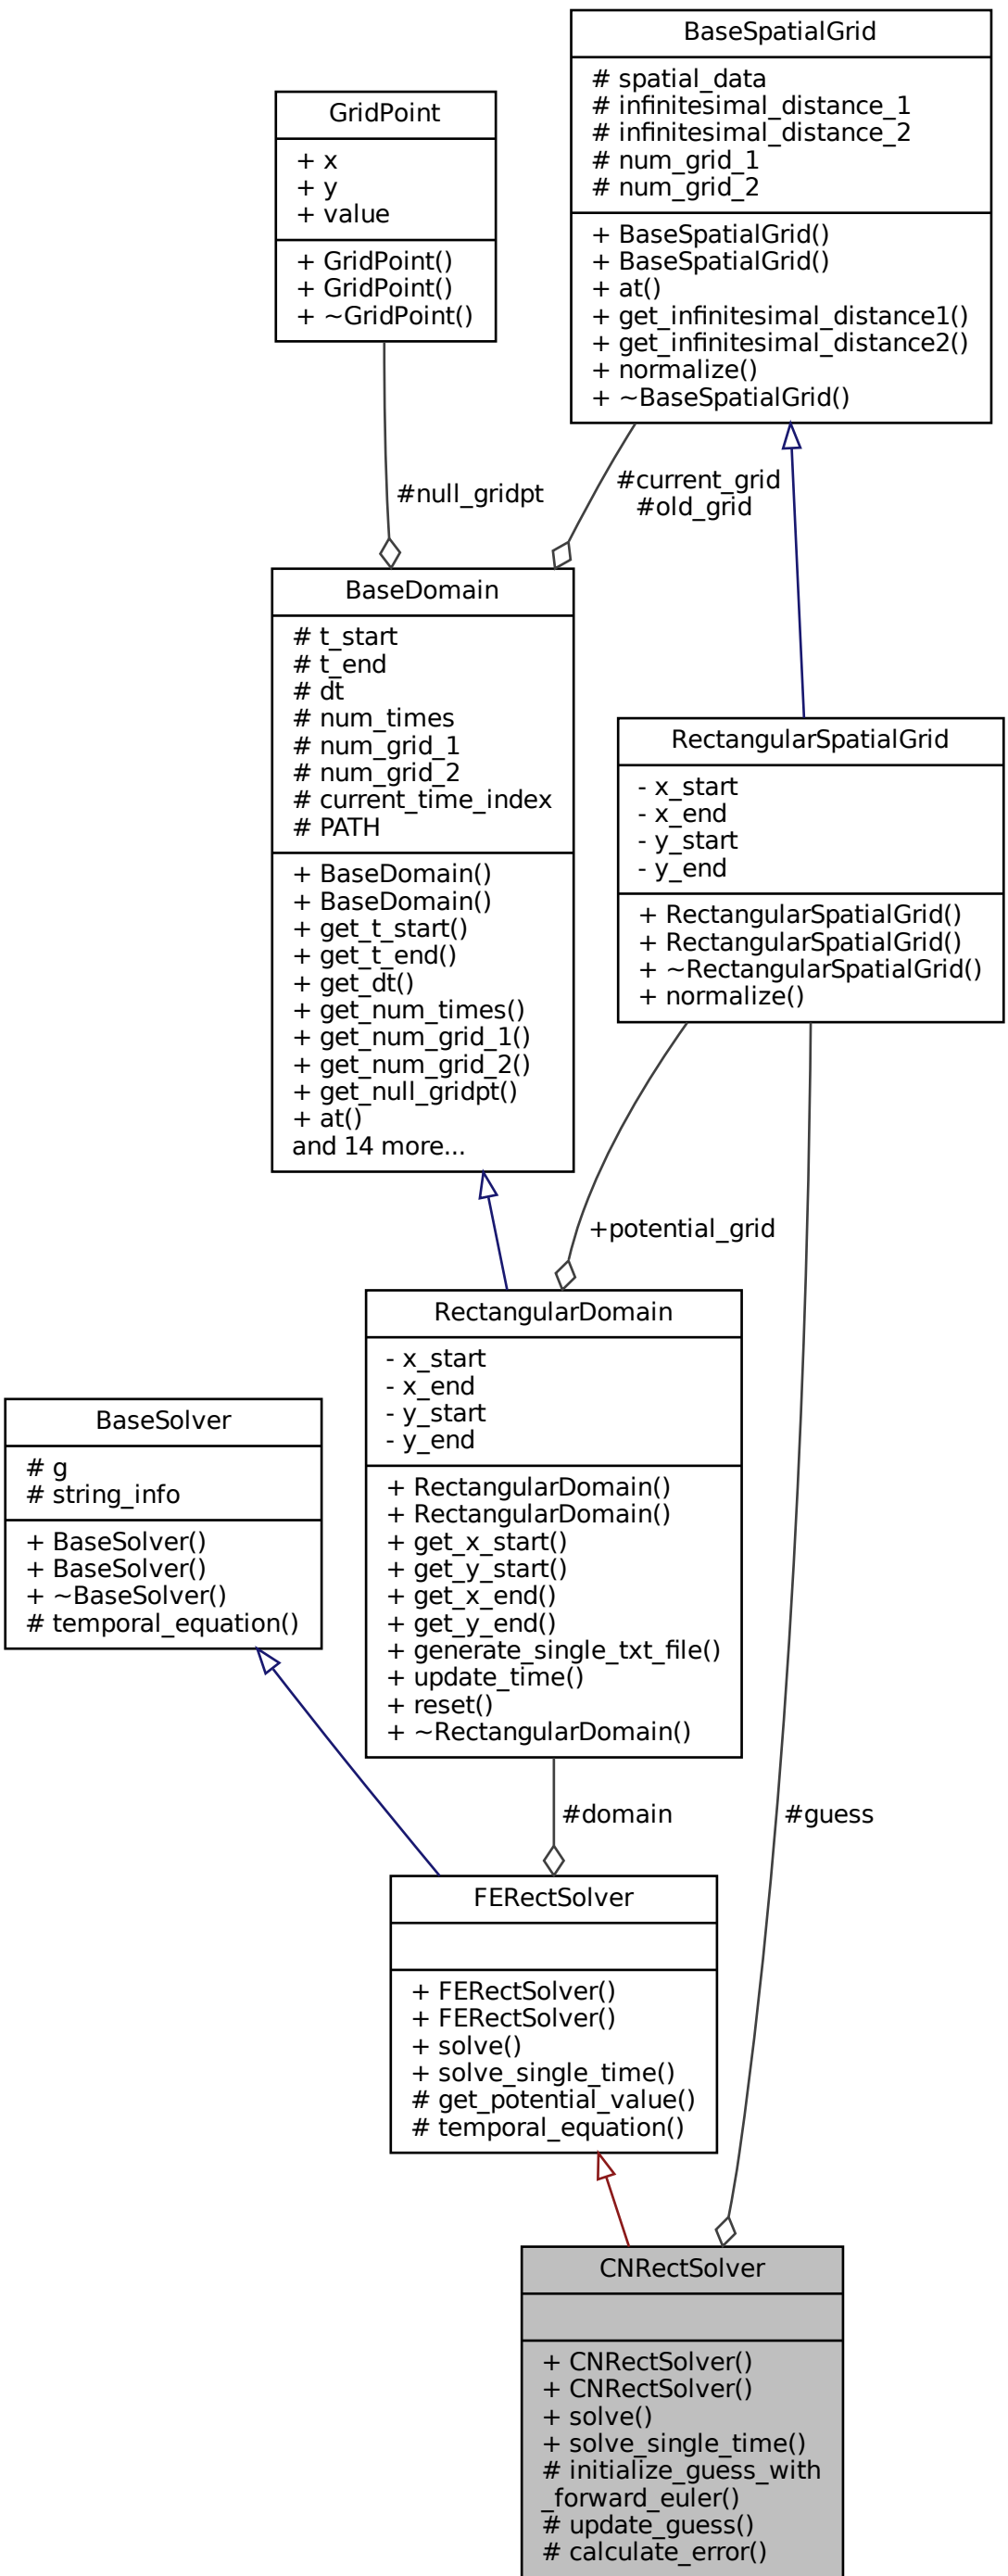 BaseSpatialGrid
# spatial_data
# infinitesimal_distance_1
# infinitesimal_distance_2
# num_grid_1
# num_grid_2
+ BaseSpatialGrid()
+ BaseSpatialGrid()
+ at()
+ get_infinitesimal_distance1()
+ get_infinitesimal_distance2()
+ normalize()
+ ~BaseSpatialGrid()
GridPoint
+ x
+ y
+ value
+ GridPoint()
+ GridPoint()
+ ~GridPoint()
#null_gridpt
#current_grid
#old_grid
BaseDomain
# t_start
# t_end
# dt
# num_times
# num_grid_1
# num_grid_2
# current_time_index
# PATH
+ BaseDomain()
+ BaseDomain()
+ get_t_start()
+ get_t_end()
+ get_dt()
+ get_num_times()
+ get_num_grid_1()
+ get_num_grid_2()
+ get_null_gridpt()
+ at()
and 14 more...
RectangularSpatialGrid
- x_start
- x_end
- y_start
- y_end
+ RectangularSpatialGrid()
+ RectangularSpatialGrid()
+ ~RectangularSpatialGrid()
+ normalize()
+potential_grid
RectangularDomain
- x_start
- x_end
- y_start
- y_end
+ RectangularDomain()
+ RectangularDomain()
+ get_x_start()
+ get_y_start()
+ get_x_end()
+ get_y_end()
+ generate_single_txt_file()
+ update_time()
+ reset()
+ ~RectangularDomain()
BaseSolver
# g
# string_info
+ BaseSolver()
+ BaseSolver()
+ ~BaseSolver()
# temporal_equation()
#domain
#guess
FERectSolver
+ FERectSolver()
+ FERectSolver()
+ solve()
+ solve_single_time()
# get_potential_value()
# temporal_equation()
CNRectSolver
+ CNRectSolver()
+ CNRectSolver()
+ solve()
+ solve_single_time()
# initialize_guess_with
_forward_euler()
# update_guess()
# calculate_error()